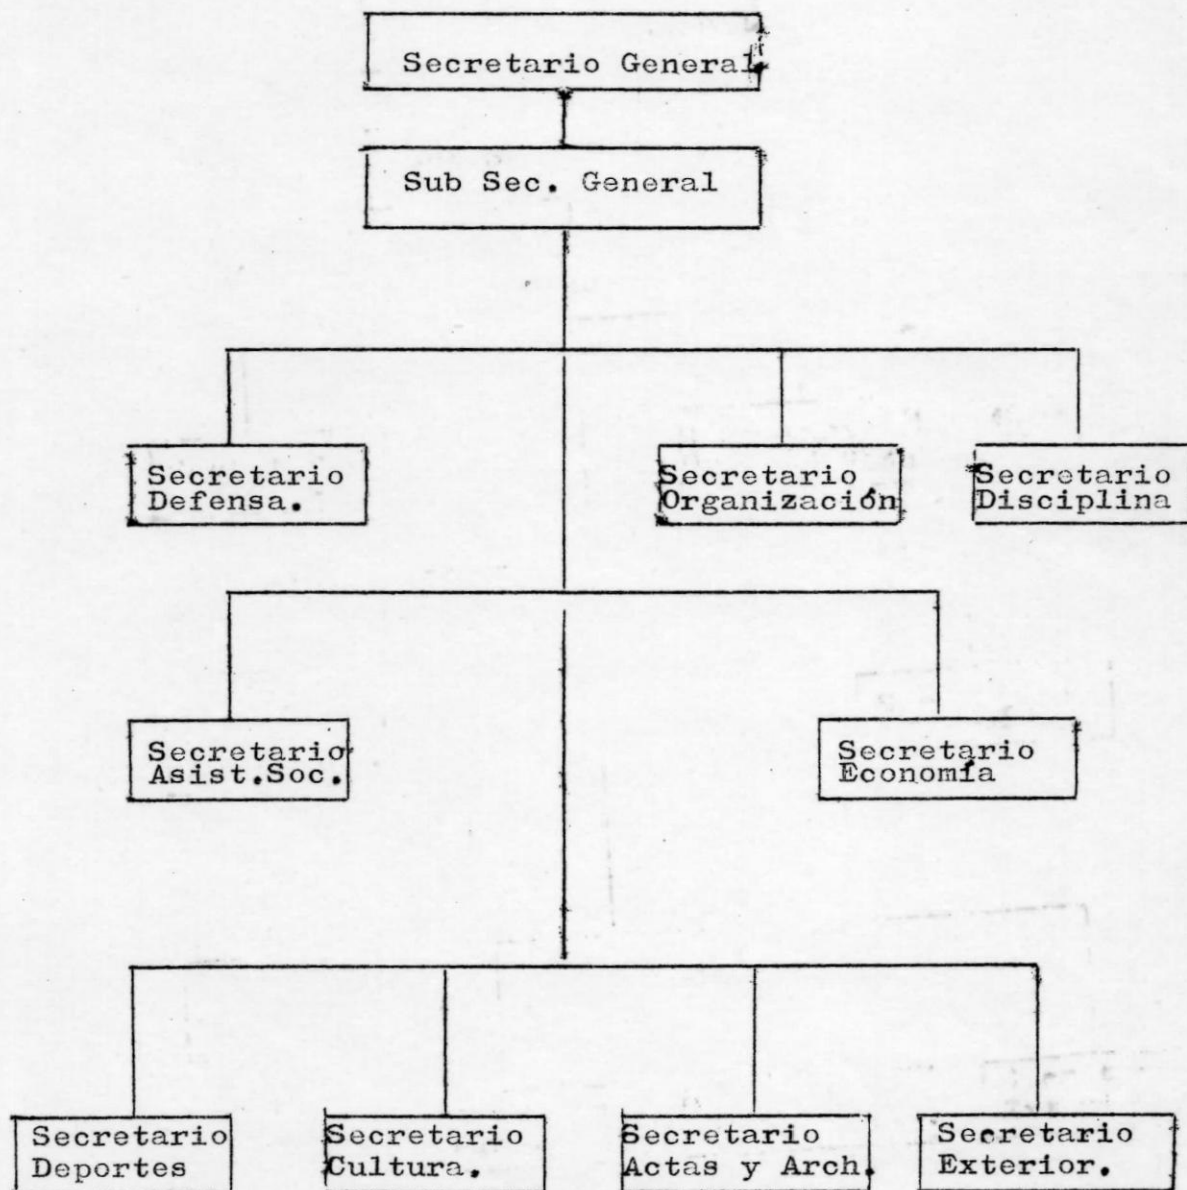 Secretario General
Sub Sec. General
Secretario
Defensa.
Secretario
Organización
Secretario
Disciplina
Secretario
Asist.Soc.
Secretario
Economía
Secretario
Deportes
Secretario
Cultura.
Secretario
Actas y Arch.
Secretario
Exterior.